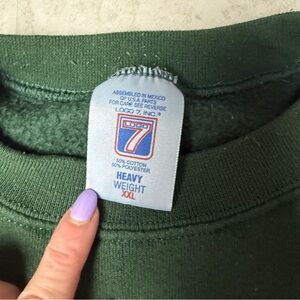 ASSEMBLED IN MEXICO
OF U.S.A. PARTS
FOR CARE SEE REVERSE
LOGO 7, INC.®
LOGO
7
50% COTTON
50% POLYESTER
HEAVY
WEIGHT
XXL